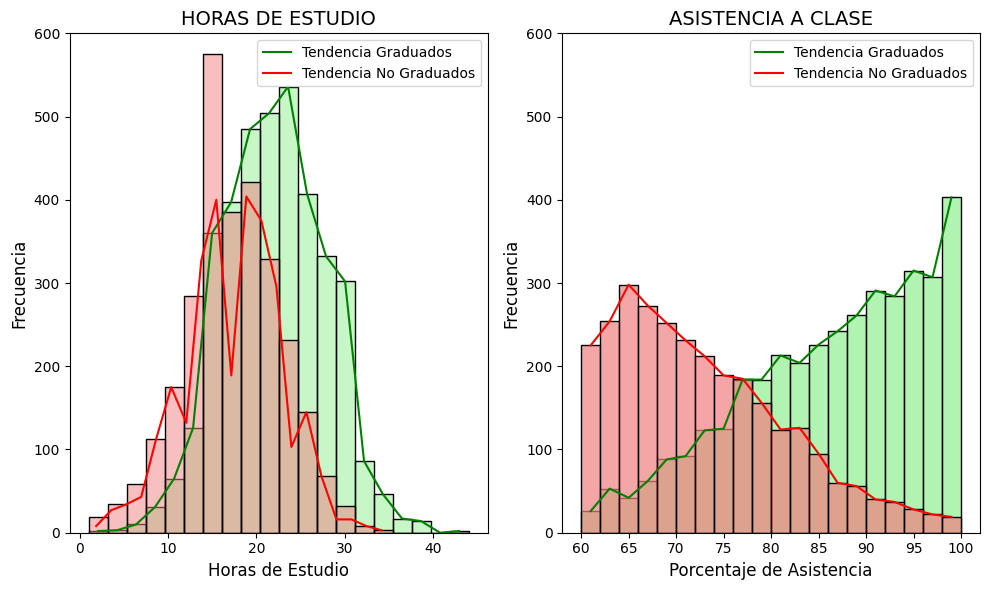 HORAS DE ESTUDIO
Tendencia Graduados
Tendencia No Graduados
Frecuencia
600
500
400
300
200
100
0
0 10 20 30 40
Horas de Estudio
ASISTENCIA A CLASE
Tendencia Graduados
Tendencia No Graduados
Frecuencia
600
500
400
300
200
100
0
60 65 70 75 80 85 90 95 100
Porcentaje de Asistencia